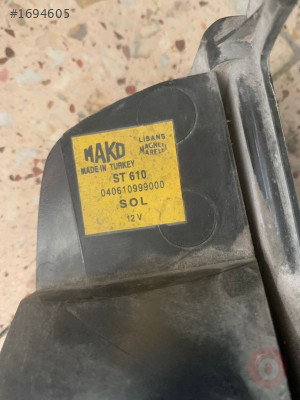 #1694605
MAKO
LİSANS
MAGNETI
MARELLI
MADE IN TURKEY
ST 610
040610999000
SOL
12 V